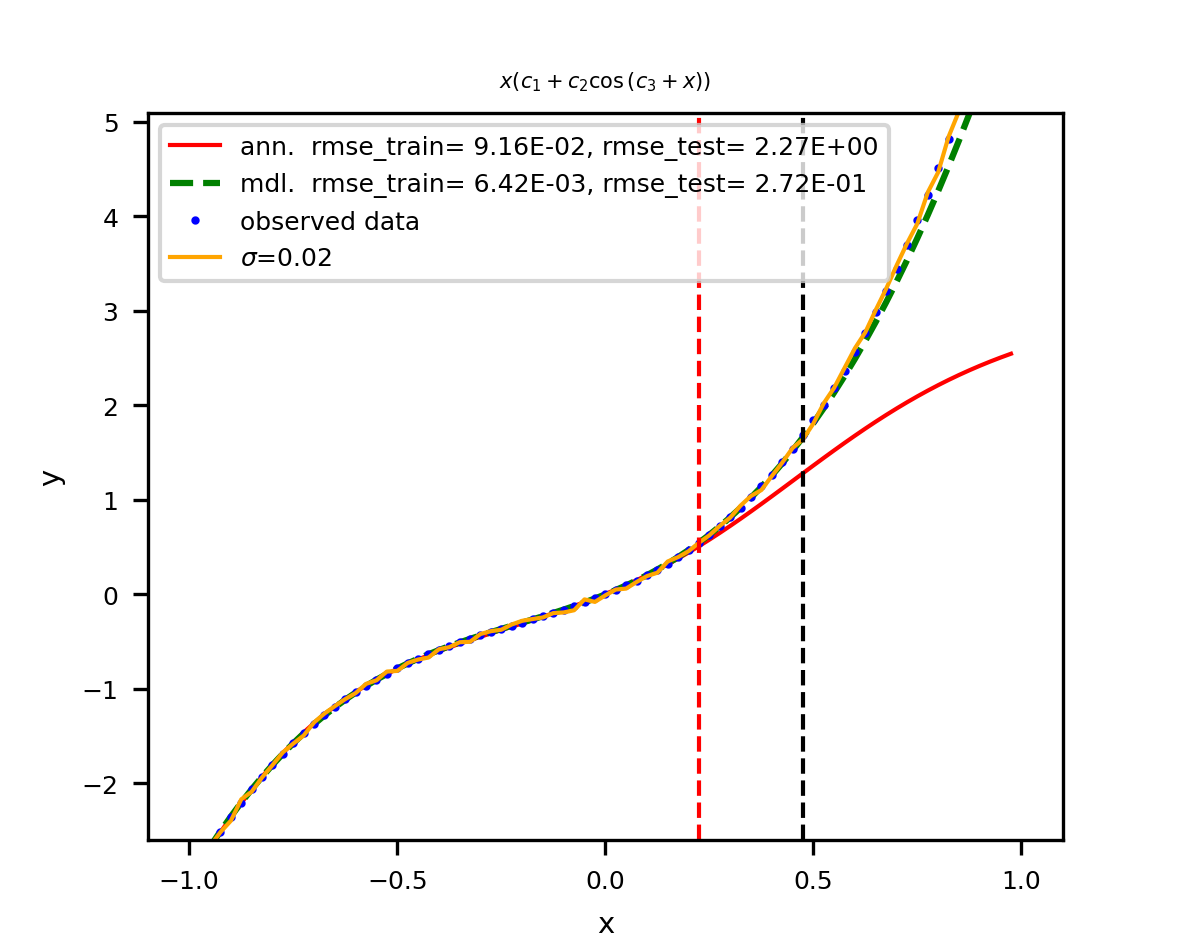 x(c₁ + c₂cos (c₃ + x))
ann.  rmse_train= 9.16E-02, rmse_test= 2.27E+00
mdl.  rmse_train= 6.42E-03, rmse_test= 2.72E-01
observed data
σ=0.02
5
4
3
2
1
0
−1
−2
y
−1.0 −0.5 0.0 0.5 1.0
x